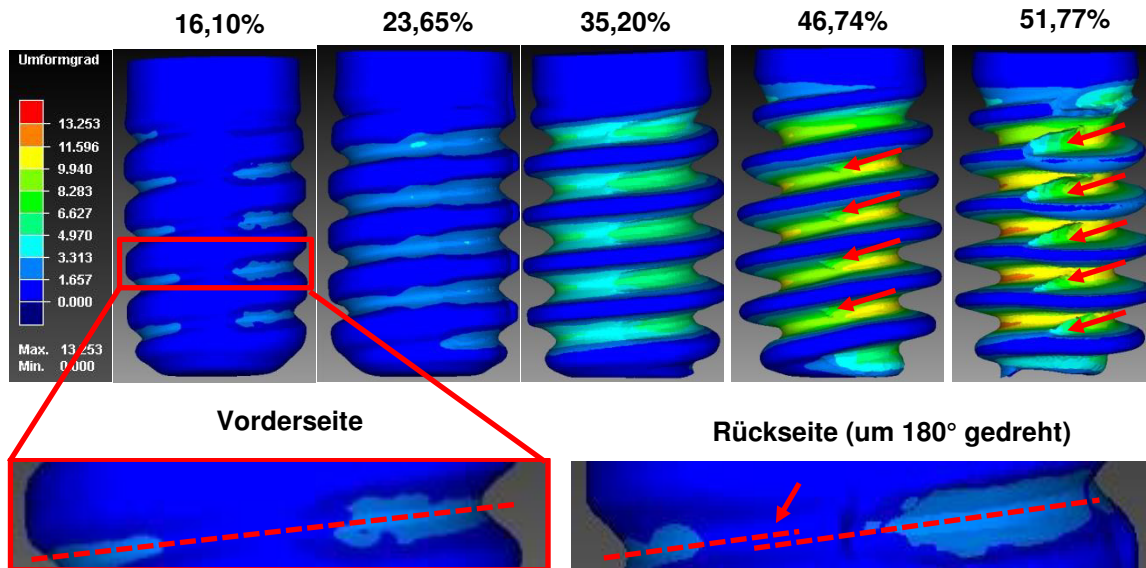 16,10% 23,65% 35,20% 46,74% 51,77%
Umformgrad
13.253
11.596
9.940
8.283
6.627
4.970
3.313
1.657
0.000
Max. 13.253
Min. 0.000
Vorderseite
Rückseite (um 180° gedreht)